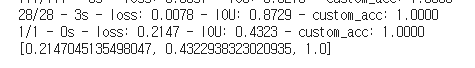 28/28 - 3s - loss: 0.0078 - IOU: 0.8729 - custom_acc: 1.0000
1/1 - 0s - loss: 0.2147 - IOU: 0.4323 - custom_acc: 1.0000
[0.2147045135498047, 0.4322938323020935, 1.0]